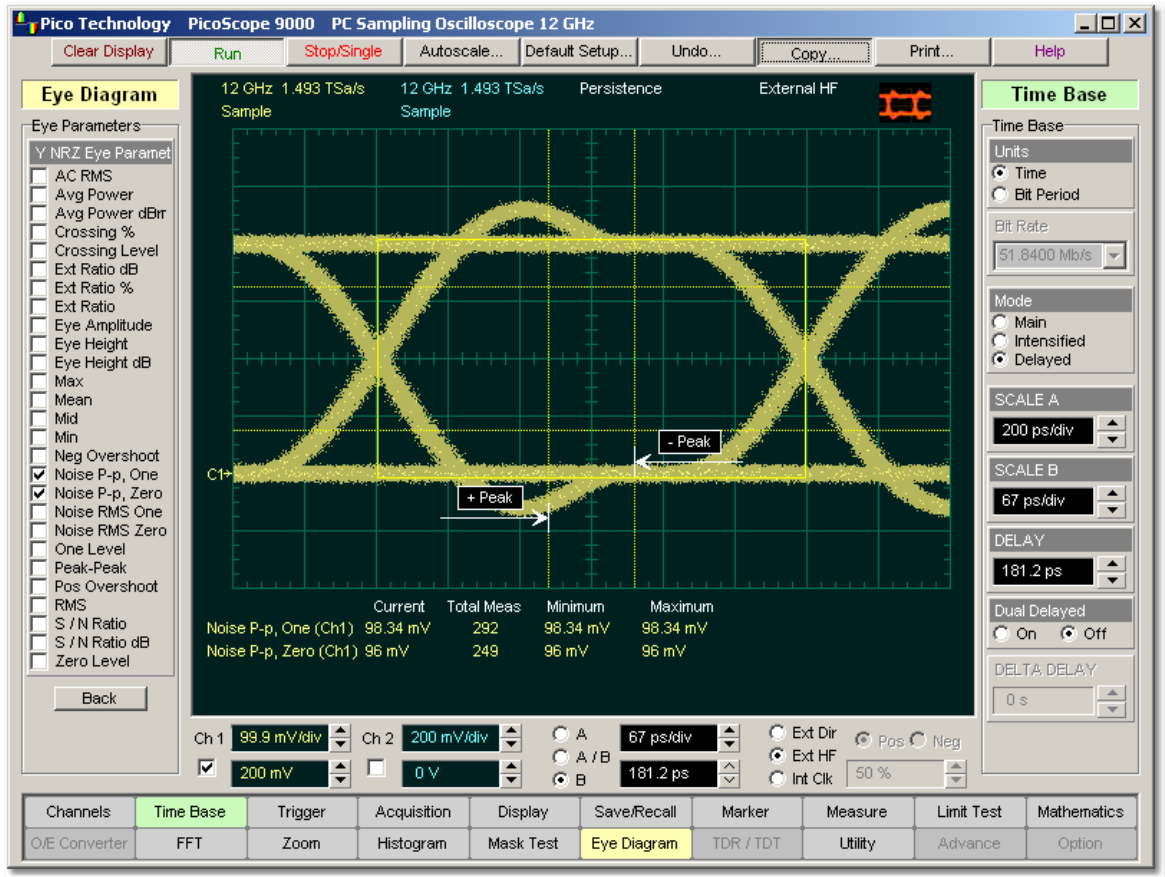 Pico Technology PicoScope 9000 PC Sampling Oscilloscope 12 GHz
Clear Display Run Stop/Single Autoscale... Default Setup... Undo... Copy... Print... Help
Eye Diagram
Eye Parameters
Y NRZ Eye Paramet
AC RMS
Avg Power
Avg Power dBm
Crossing %
Crossing Level
Ext Ratio dB
Ext Ratio %
Ext Ratio
Eye Amplitude
Eye Height
Eye Height dB
Max
Mean
Mid
Min
Neg Overshoot
Noise P-p, One
Noise P-p, Zero
Noise RMS One
Noise RMS Zero
One Level
Peak-Peak
Pos Overshoot
RMS
S / N Ratio
S / N Ratio dB
Zero Level
Back
12 GHz 1.493 TSa/s 12 GHz 1.493 TSa/s Persistence External HF
Sample Sample
- Peak
C1
+ Peak
Current Total Meas Minimum Maximum
Noise P-p, One (Ch1) 98.34 mV 292 98.34 mV 98.34 mV
Noise P-p, Zero (Ch1) 96 mV 249 96 mV 96 mV
Time Base
Time Base
Units
Time
Bit Period
Bit Rate
51.8400 Mb/s
Mode
Main
Intensified
Delayed
SCALE A
200 ps/div
SCALE B
67 ps/div
DELAY
181.2 ps
Dual Delayed
On Off
DELTA DELAY
0 s
Ch 1 99.9 mV/div Ch 2 200 mV/div A 67 ps/div Ext Dir Pos Neg
A / B Ext HF
200 mV 0 V B 181.2 ps Int Clk 50 %
Channels Time Base Trigger Acquisition Display Save/Recall Marker Measure Limit Test Mathematics
O/E Converter FFT Zoom Histogram Mask Test Eye Diagram TDR / TDT Utility Advance Option